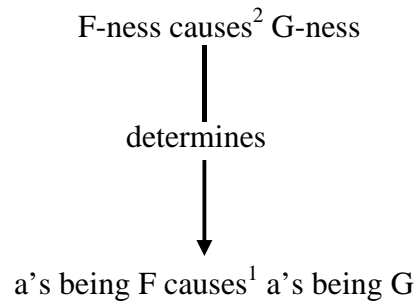 F-ness causes² G-ness
determines
a’s being F causes¹ a’s being G